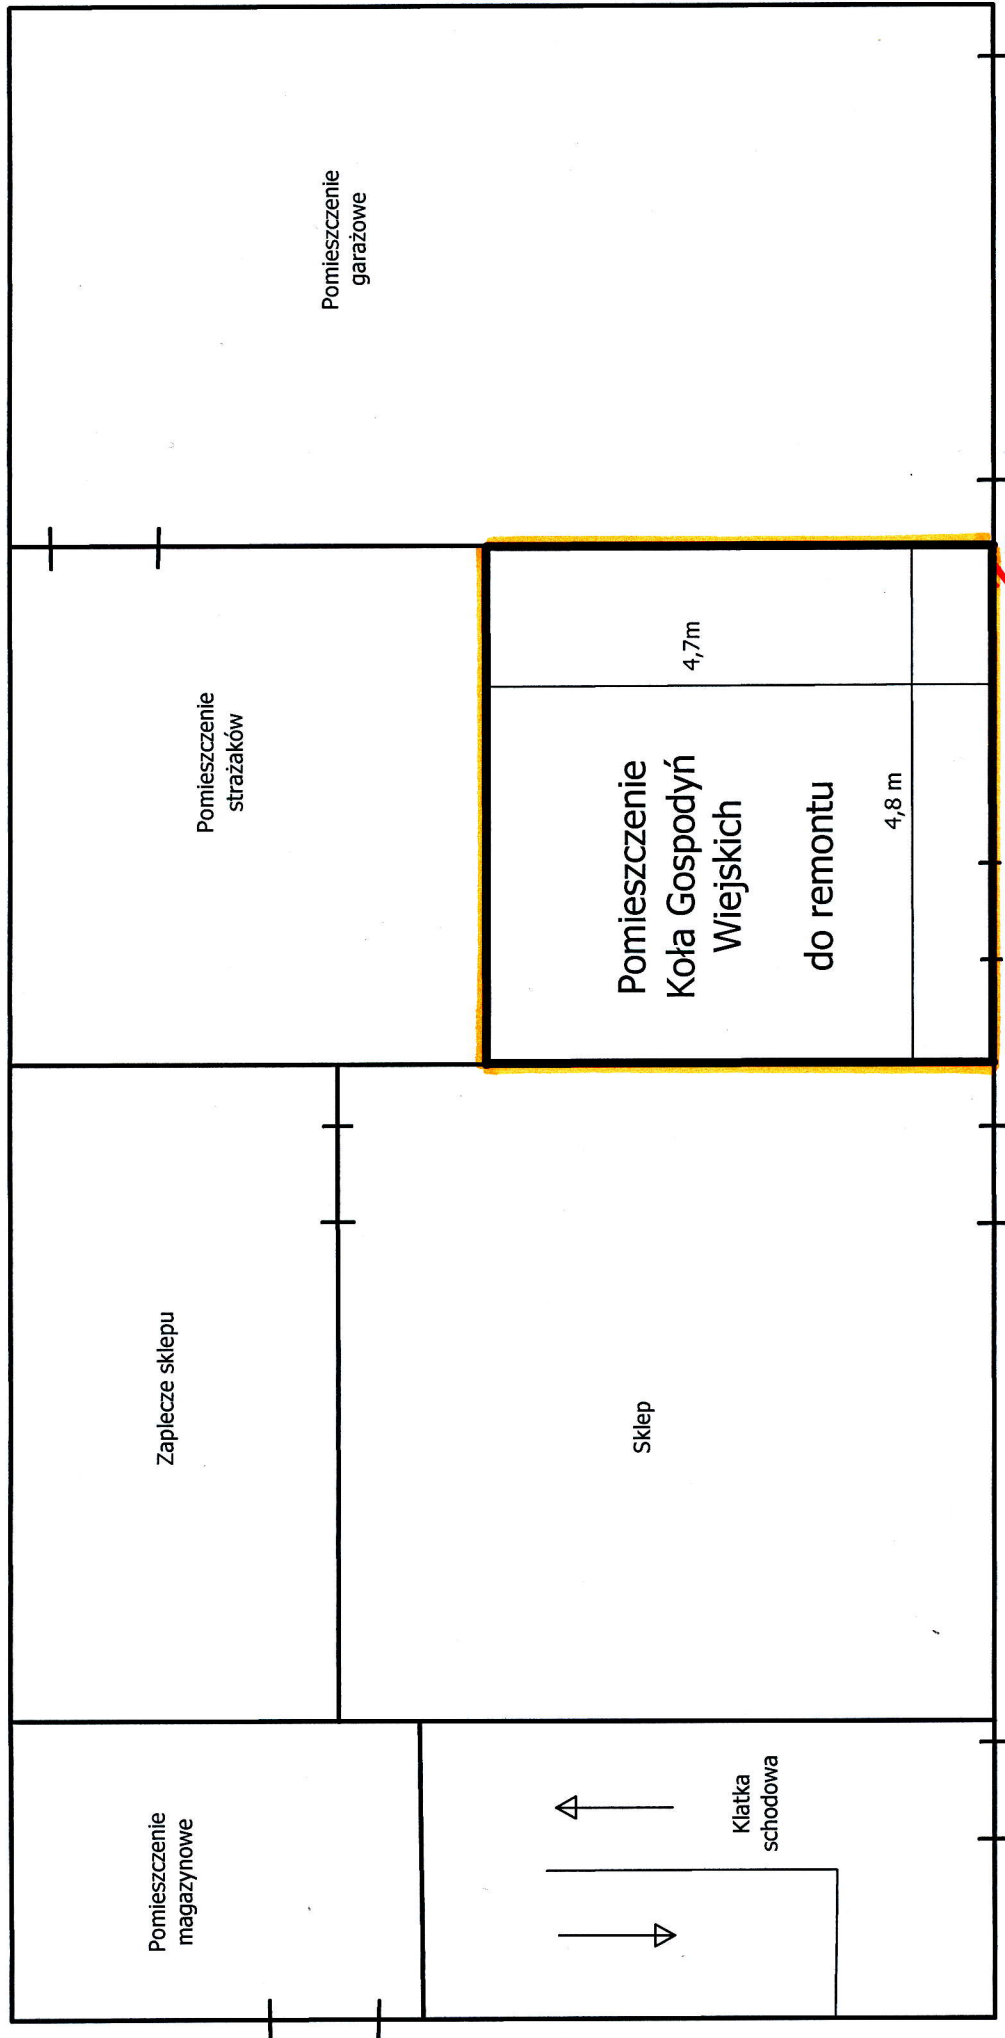 Pomieszczenie
magazynowe
Zaplecze sklepu
Pomieszczenie
strażaków
Pomieszczenie
garażowe
Klatka
schodowa
Sklep
Pomieszczenie
Koła Gospodyń
Wiejskich
do remontu
4,7m
4,8 m